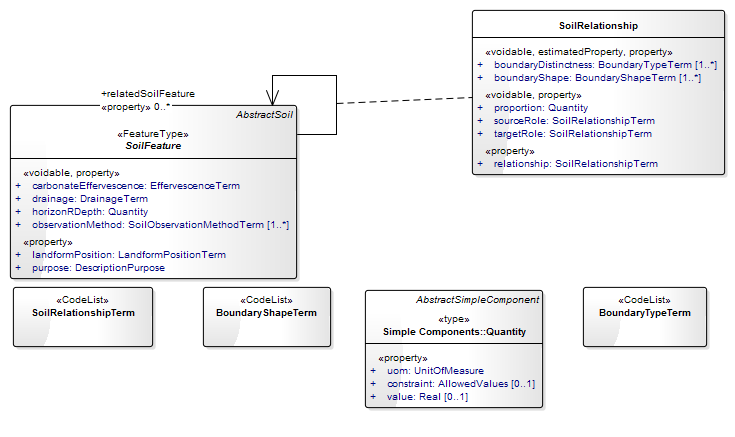 SoilRelationship
«voidable, estimatedProperty, property»
+ boundaryDistinctness: BoundaryTypeTerm [1..*]
+ boundaryShape: BoundaryShapeTerm [1..*]
«voidable, property»
+ proportion: Quantity
+ sourceRole: SoilRelationshipTerm
+ targetRole: SoilRelationshipTerm
«property»
+ relationship: SoilRelationshipTerm
+relatedSoilFeature
«property» 0..*
AbstractSoil
«FeatureType»
SoilFeature
«voidable, property»
+ carbonateEffervescence: EffervescenceTerm
+ drainage: DrainageTerm
+ horizonRDepth: Quantity
+ observationMethod: SoilObservationMethodTerm [1..*]
«property»
+ landformPosition: LandformPositionTerm
+ purpose: DescriptionPurpose
«CodeList»
SoilRelationshipTerm
«CodeList»
BoundaryShapeTerm
AbstractSimpleComponent
«type»
Simple Components::Quantity
«property»
+ uom: UnitOfMeasure
+ constraint: AllowedValues [0..1]
+ value: Real [0..1]
«CodeList»
BoundaryTypeTerm